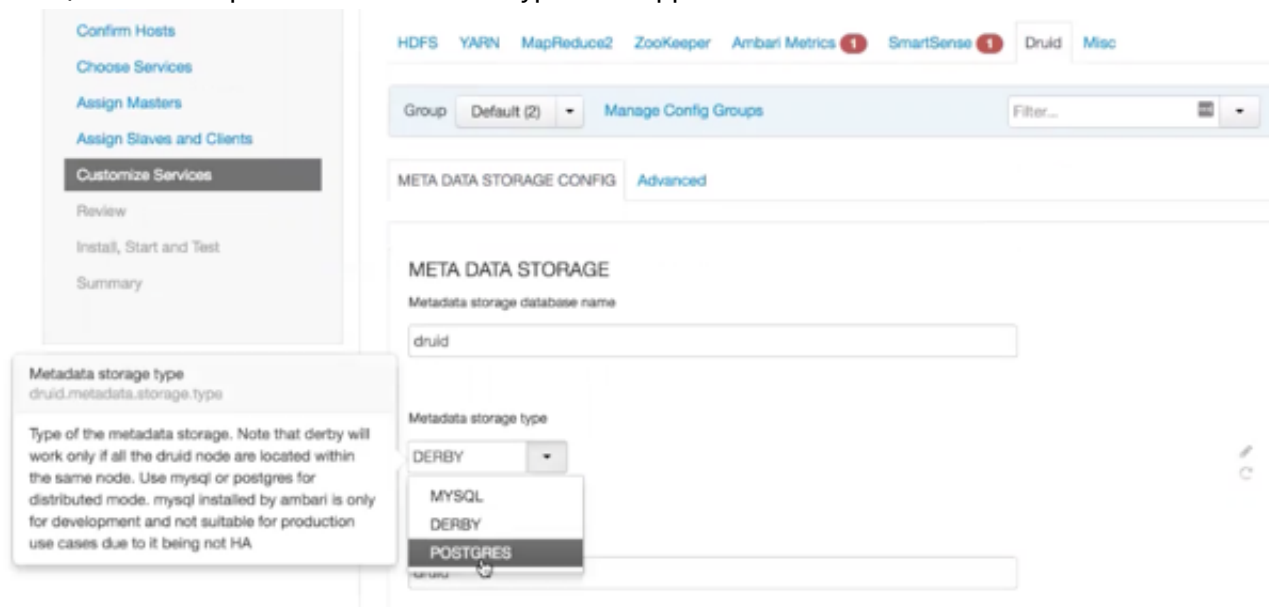 Confirm Hosts
Choose Services
Assign Masters
Assign Slaves and Clients
Customize Services
Review
Install, Start and Test
Summary
HDFS YARN MapReduce2 ZooKeeper Ambari Metrics 1 SmartSense 1 Druid Misc
Group Default (2) Manage Config Groups Filter...
META DATA STORAGE CONFIG Advanced
META DATA STORAGE
Metadata storage database name
druid
Metadata storage type
DERBY
MYSQL
DERBY
POSTGRES
druid
Metadata storage type
druid.metadata.storage.type
Type of the metadata storage. Note that derby will
work only if all the druid node are located within
the same node. Use mysql or postgres for
distributed mode. mysql installed by ambari is only
for development and not suitable for production
use cases due to it being not HA